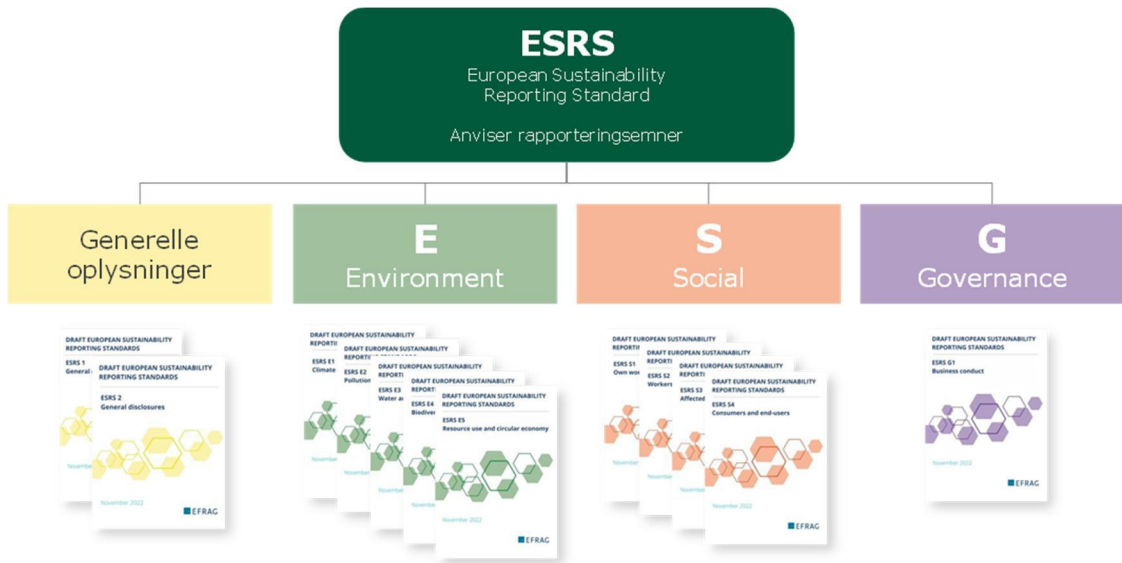 ESRS
European Sustainability
Reporting Standard
Anviser rapporteringsemner
Generelle
oplysninger
E
Environment
S
Social
G
Governance
DRAFT EUROPEAN SUSTAINABILITY
REPORTING STANDARDS
ESRS 1
General
November
DRAFT EUROPEAN SUSTAINABILITY
REPORTING STANDARDS
ESRS 2
General disclosures
November 2022
EFRAG
DRAFT EUROPEAN SUSTAINABILITY
ESRS E1
Climate
DRAFT EUROPEAN SUSTAINABILITY
ESRS E2
Pollution
DRAFT EUROPEAN SUSTAINABILITY
ESRS E3
Water
DRAFT EUROPEAN SUSTAINABILITY
ESRS E4
DRAFT EUROPEAN SUSTAINABILITY
REPORTING STANDARDS
ESRS E5
Resource use and circular economy
November 2022
EFRAG
DRAFT EUROPEAN SUSTAINABILITY
ESRS S1
Own
DRAFT EUROPEAN SUSTAINABILITY
ESRS S2
Workers
DRAFT EUROPEAN SUSTAINABILITY
ESRS S3
Affected
DRAFT EUROPEAN SUSTAINABILITY
REPORTING STANDARDS
ESRS S4
Consumers and end-users
November 2022
EFRAG
DRAFT EUROPEAN SUSTAINABILITY
REPORTING STANDARDS
ESRS G1
Business conduct
November 2022
EFRAG